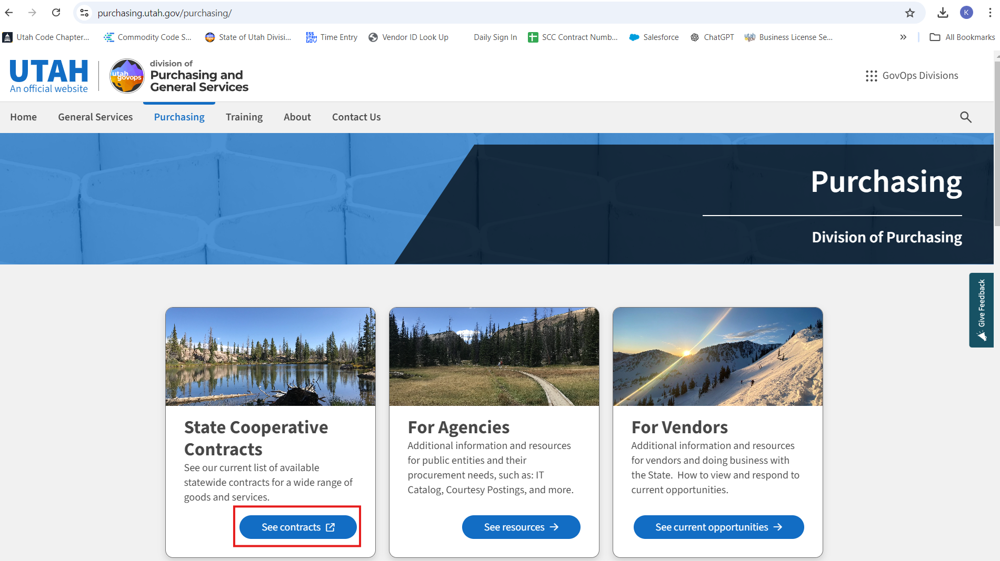 purchasing.utah.gov/purchasing/
K
Utah Code Chapter...
Commodity Code S...
State of Utah Divisi...
Time Entry
Vendor ID Look Up
Daily Sign In
SCC Contract Numb...
Salesforce
ChatGPT
Business License Se...
All Bookmarks
UTAH
An official website
utah
govops
division of
Purchasing and
General Services
GovOps Divisions
Home
General Services
Purchasing
Training
About
Contact Us
Purchasing
Division of Purchasing
Give Feedback
State Cooperative
Contracts
See our current list of available
statewide contracts for a wide range of
goods and services.
See contracts
For Agencies
Additional information and resources
for public entities and their
procurement needs, such as: IT
Catalog, Courtesy Postings, and more.
See resources
For Vendors
Additional information and resources
for vendors and doing business with
the State. How to view and respond to
current opportunities.
See current opportunities